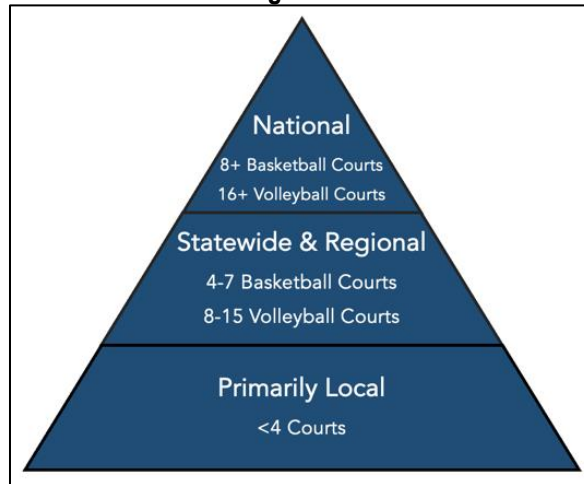 National
8+ Basketball Courts
16+ Volleyball Courts
Statewide & Regional
4-7 Basketball Courts
8-15 Volleyball Courts
Primarily Local
<4 Courts